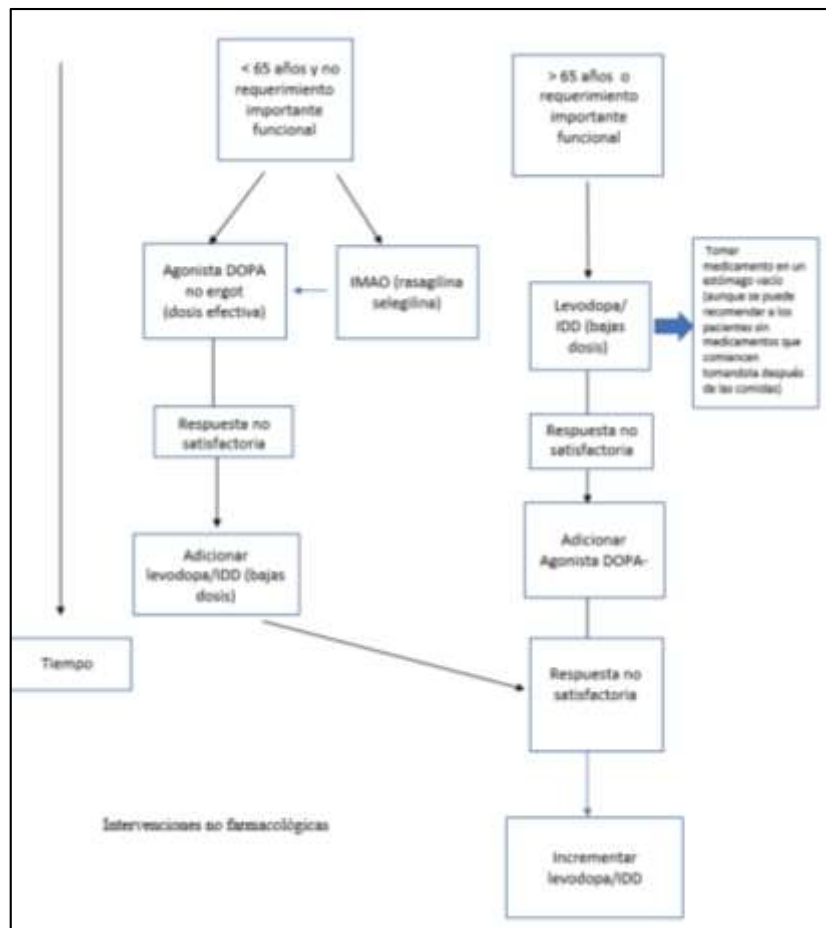 < 65 años y no
requerimiento
importante
funcional
> 65 años o
requerimiento
importante
funcional
Agonista DOPA
no ergot
(dosis efectiva)
IMAO (rasagilina
selegilina)
Levodopa/
IDD (bajas
dosis)
Tomar
medicamento en un
estómago vacío
(aunque se puede
recomendar a los
pacientes sin
medicamentos que
comiencen
tomandola después
de las comidas)
Respuesta no
satisfactoria
Respuesta no
satisfactoria
Adicionar
levodopa/IDD (bajas
dosis)
Adicionar
Agonista DOPA-
Tiempo
Respuesta no
satisfactoria
Intervenciones no farmacológicas
Incrementar
levodopa/IDD